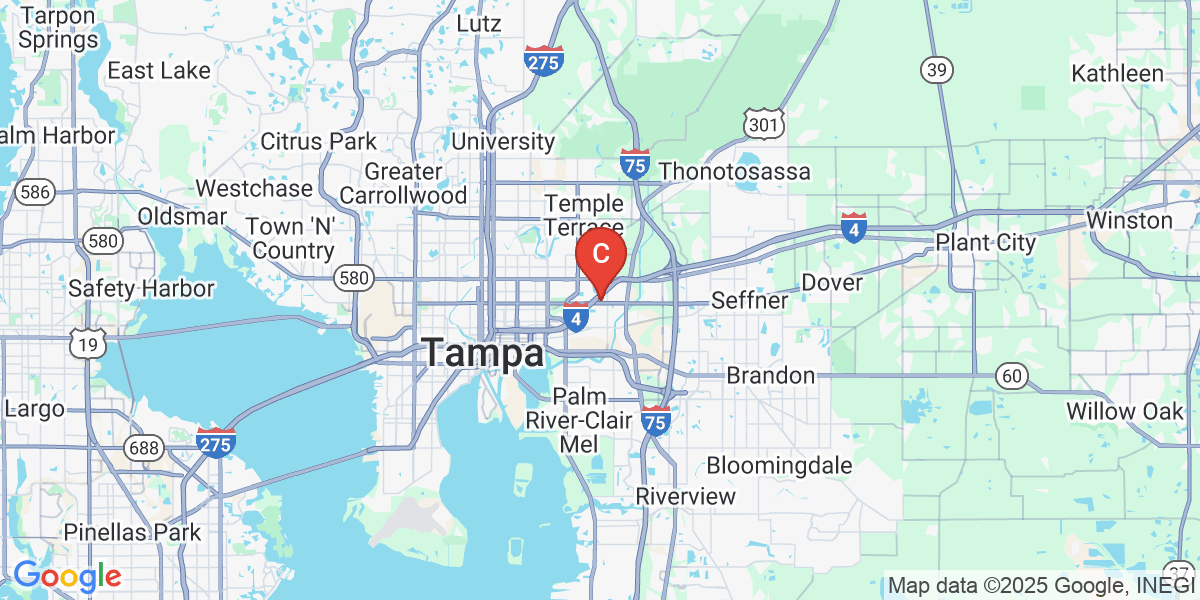 Tarpon
Springs
Lutz
275
East Lake
39
Kathleen
301
alm Harbor
Citrus Park
University
75
Thonotosassa
Greater
Carrollwood
586
Westchase
Temple
Terrace
Oldsmar
Town 'N'
Country
4
Winston
580
Plant City
C
580
Safety Harbor
Dover
Seffner
4
19
Tampa
Brandon
60
Palm
River-Clair
Mel
Largo
Willow Oak
75
275
688
Bloomingdale
Riverview
Pinellas Park
37
Google
Map data ©2025 Google, INEGI